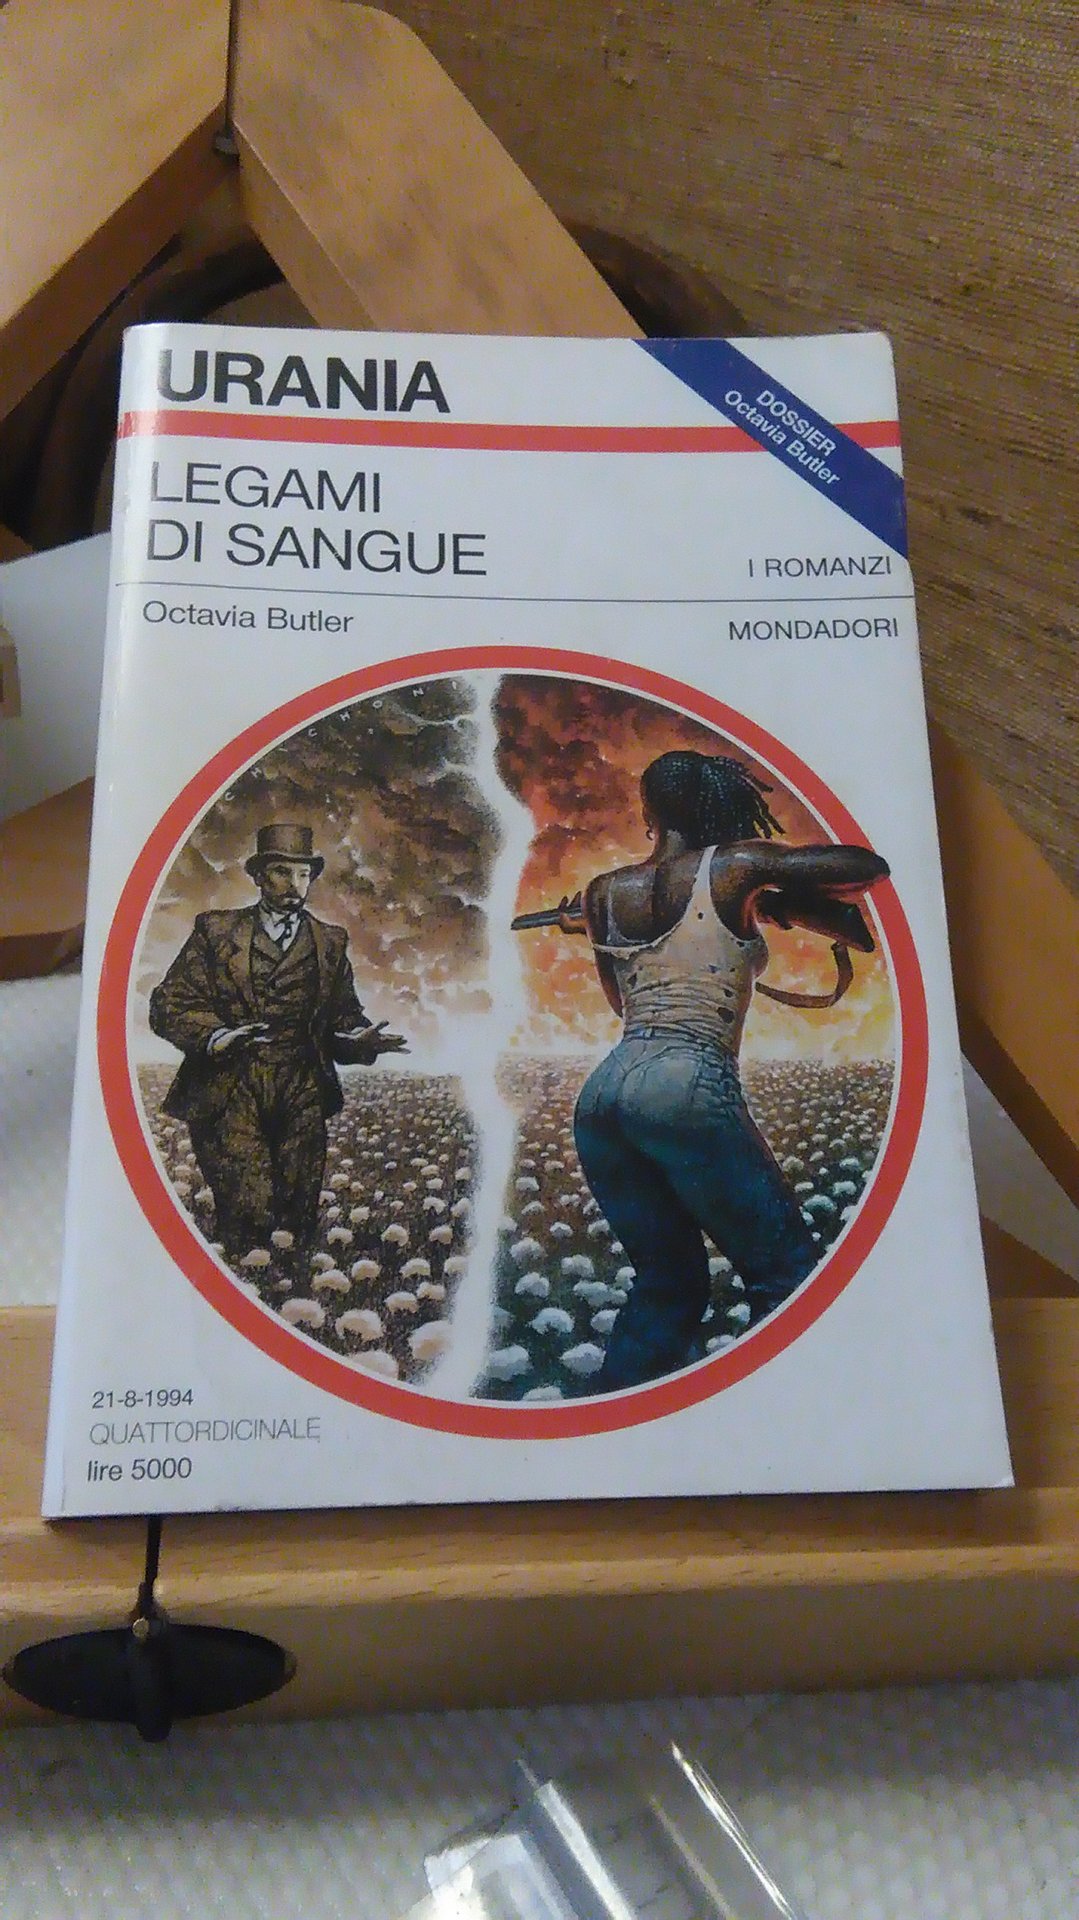 URANIA
DOSSIER
Octavia Butler
LEGAMI
DI SANGUE
I ROMANZI
Octavia Butler
MONDADORI
21-8-1994
QUATTORDICINALE
lire 5000